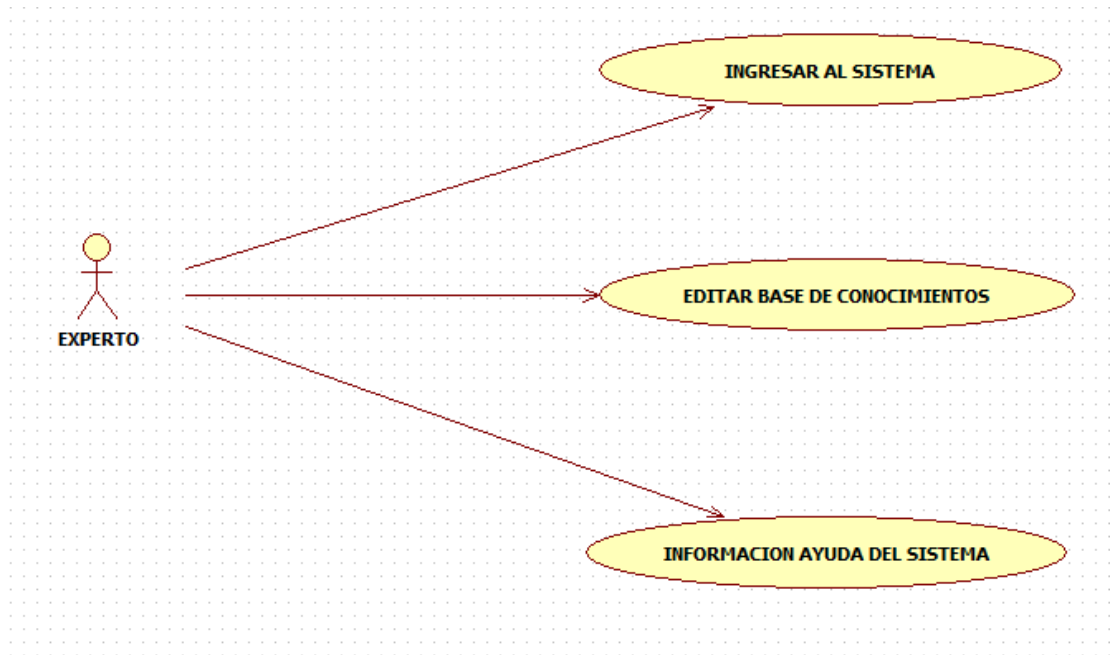 INGRESAR AL SISTEMA
EXPERTO
EDITAR BASE DE CONOCIMIENTOS
INFORMACION AYUDA DEL SISTEMA